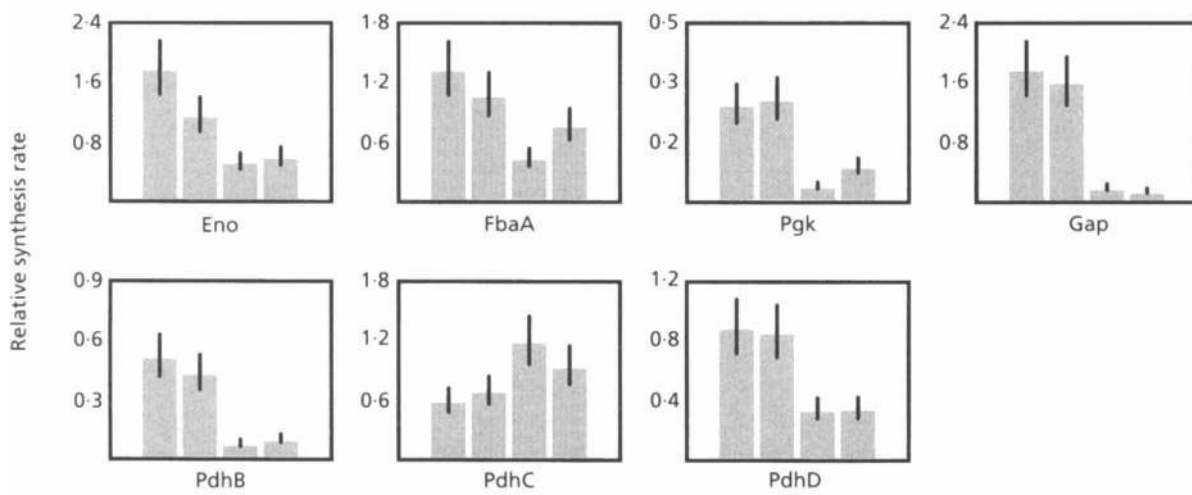 Relative synthesis rate
2·4 1·8 0·5 2·4
1·6 1·2 0·3 1·6
0·8 0·6 0·2 0·8
Eno FbaA Pgk Gap
0·9 1·8 1·2
0·6 1·2 0·8
0·3 0·6 0·4
PdhB PdhC PdhD